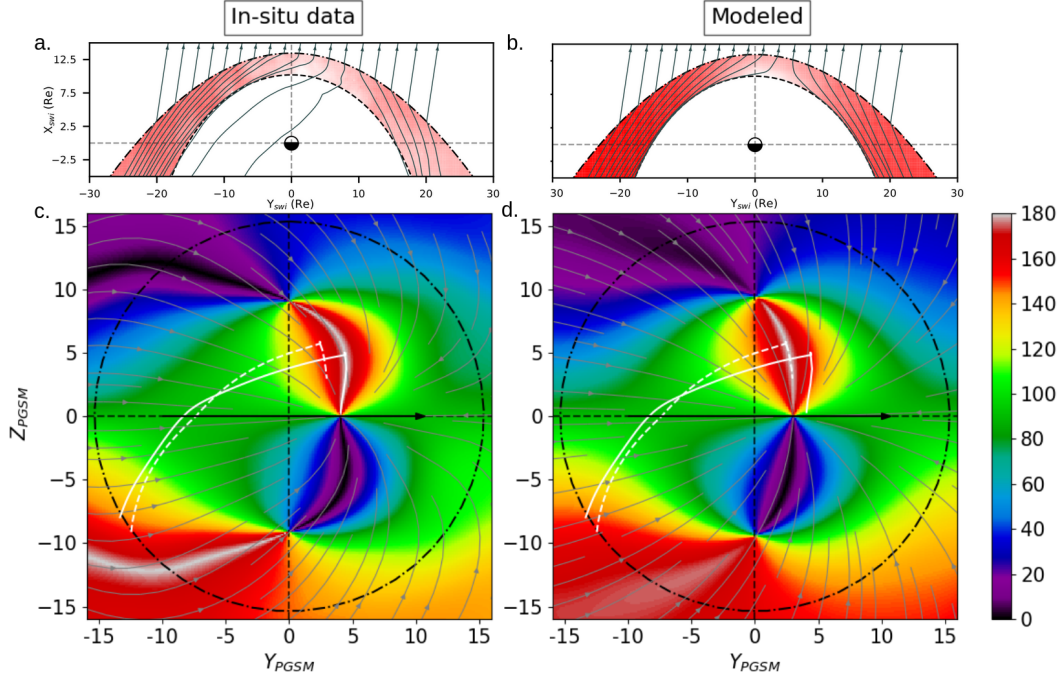 In-situ data
Modeled
a.
b.
X_swi (Re)
12.5
7.5
2.5
−2.5
−30 −20 −10 0 10 20 30
Y_swi (Re)
−30 −20 −10 0 10 20 30
Y_swi (Re)
c.
d.
Z_PGSM
15
10
5
0
−5
−10
−15
-15 -10 -5 0 5 10 15
Y_PGSM
15
10
5
0
−5
−10
−15
-15 -10 -5 0 5 10 15
Y_PGSM
180
160
140
120
100
80
60
40
20
0